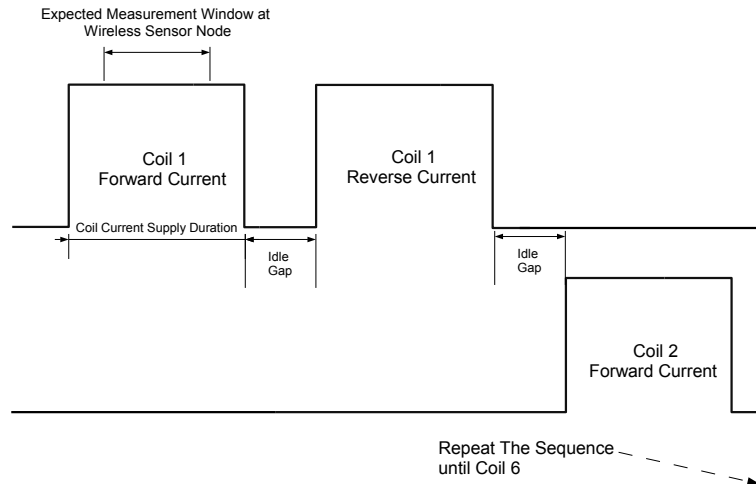 Expected Measurement Window at
Wireless Sensor Node
Coil 1
Forward Current
Coil 1
Reverse Current
Coil Current Supply Duration
Idle
Gap
Idle
Gap
Coil 2
Forward Current
Repeat The Sequence
until Coil 6